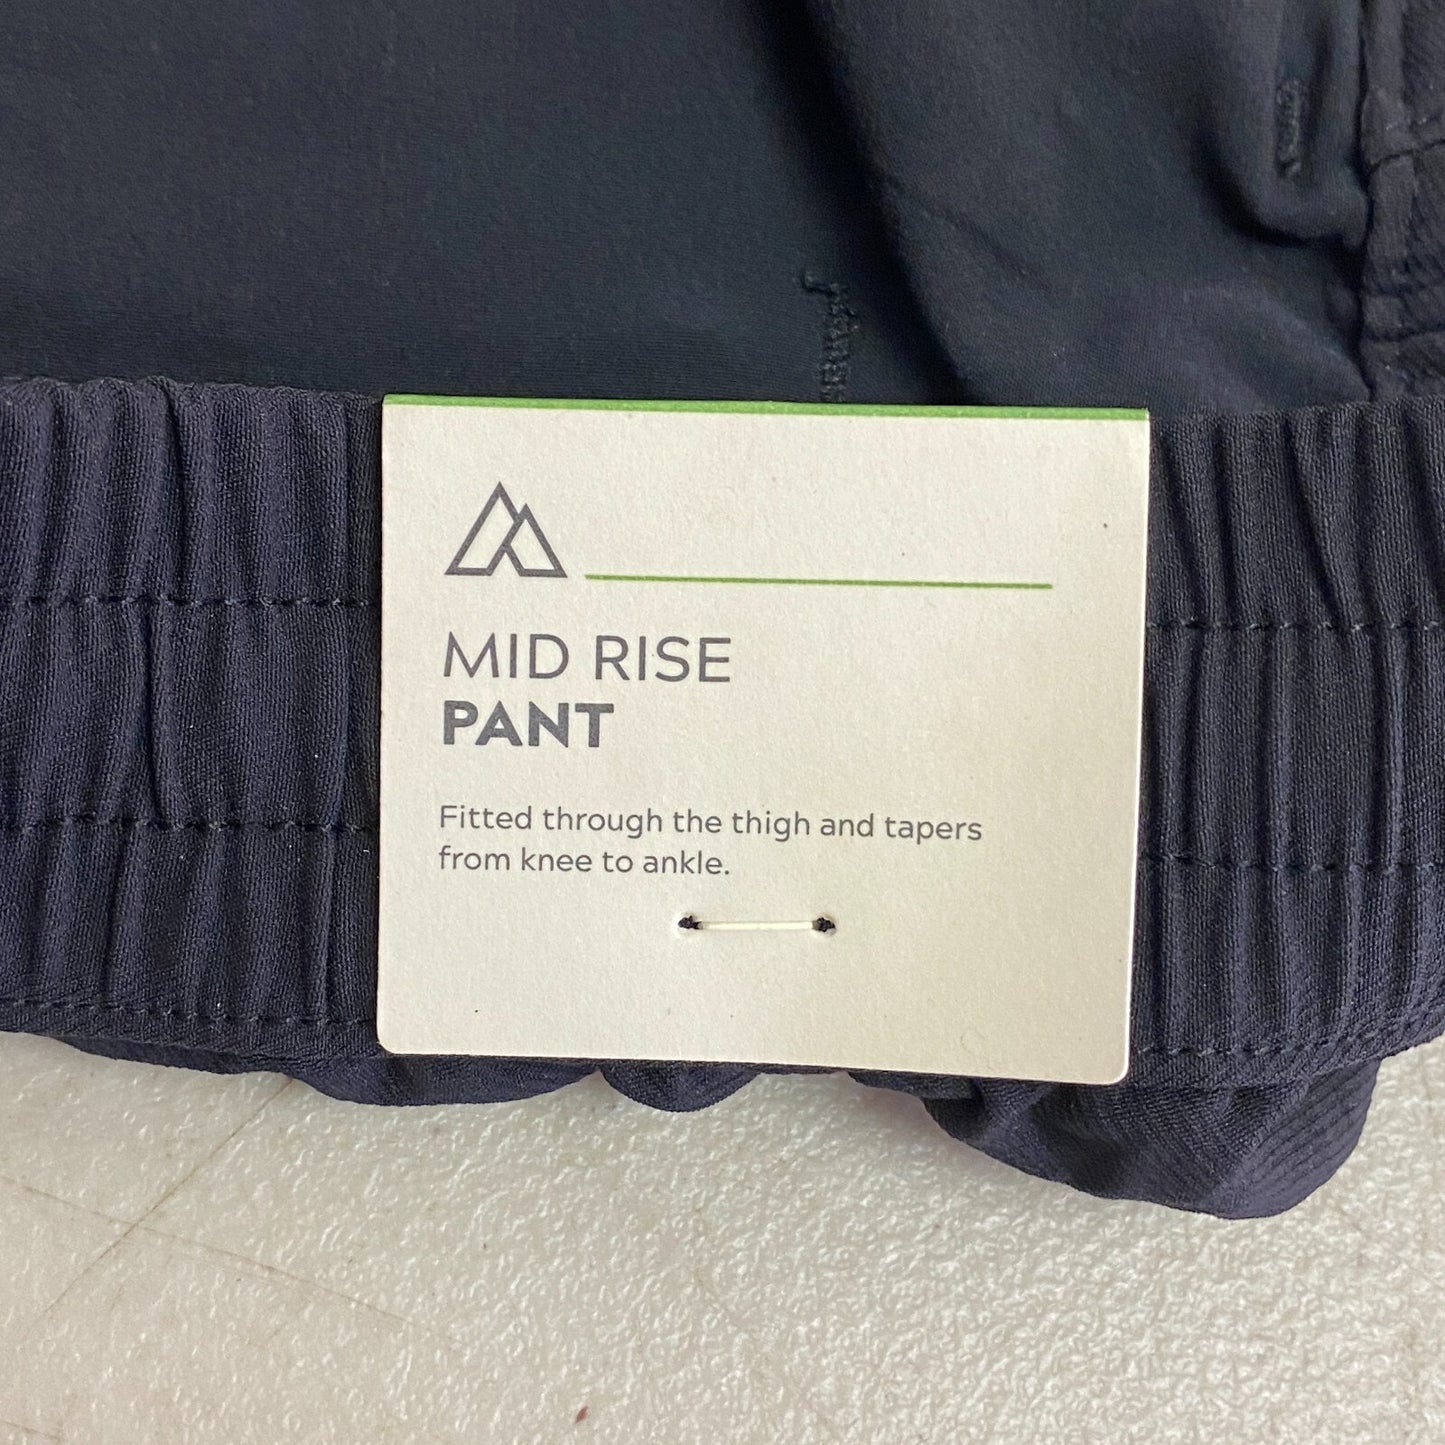 MID RISE
PANT
Fitted through the thigh and tapers
from knee to ankle.